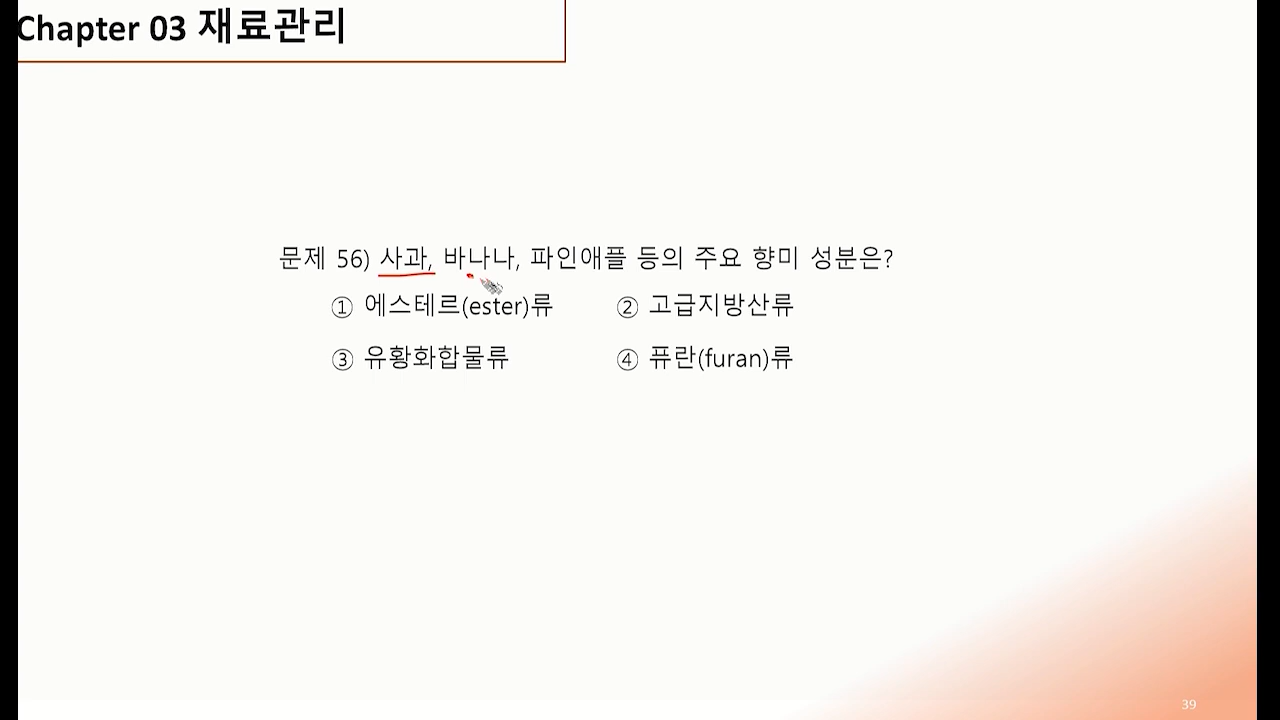 Chapter 03 재료관리
문제 56) 사과, 바나나, 파인애플 등의 주요 향미 성분은?
① 에스테르(ester)류 ② 고급지방산류
③ 유황화합물류 ④ 퓨란(furan)류
39